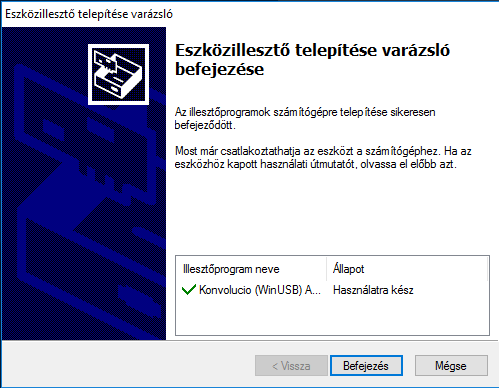 Eszközillesztő telepítése varázsló
Eszközillesztő telepítése varázsló
befejezése
Az illesztőprogramok számítógépre telepítése sikeresen
befejeződött.
Most már csatlakoztathatja az eszközt a számítógéphez. Ha az
eszközhöz kapott használati útmutatót, olvassa el előbb azt.
Illesztőprogram neve Állapot
Konvolucio (WinUSB) A... Használatra kész
< Vissza Befejezés Mégse